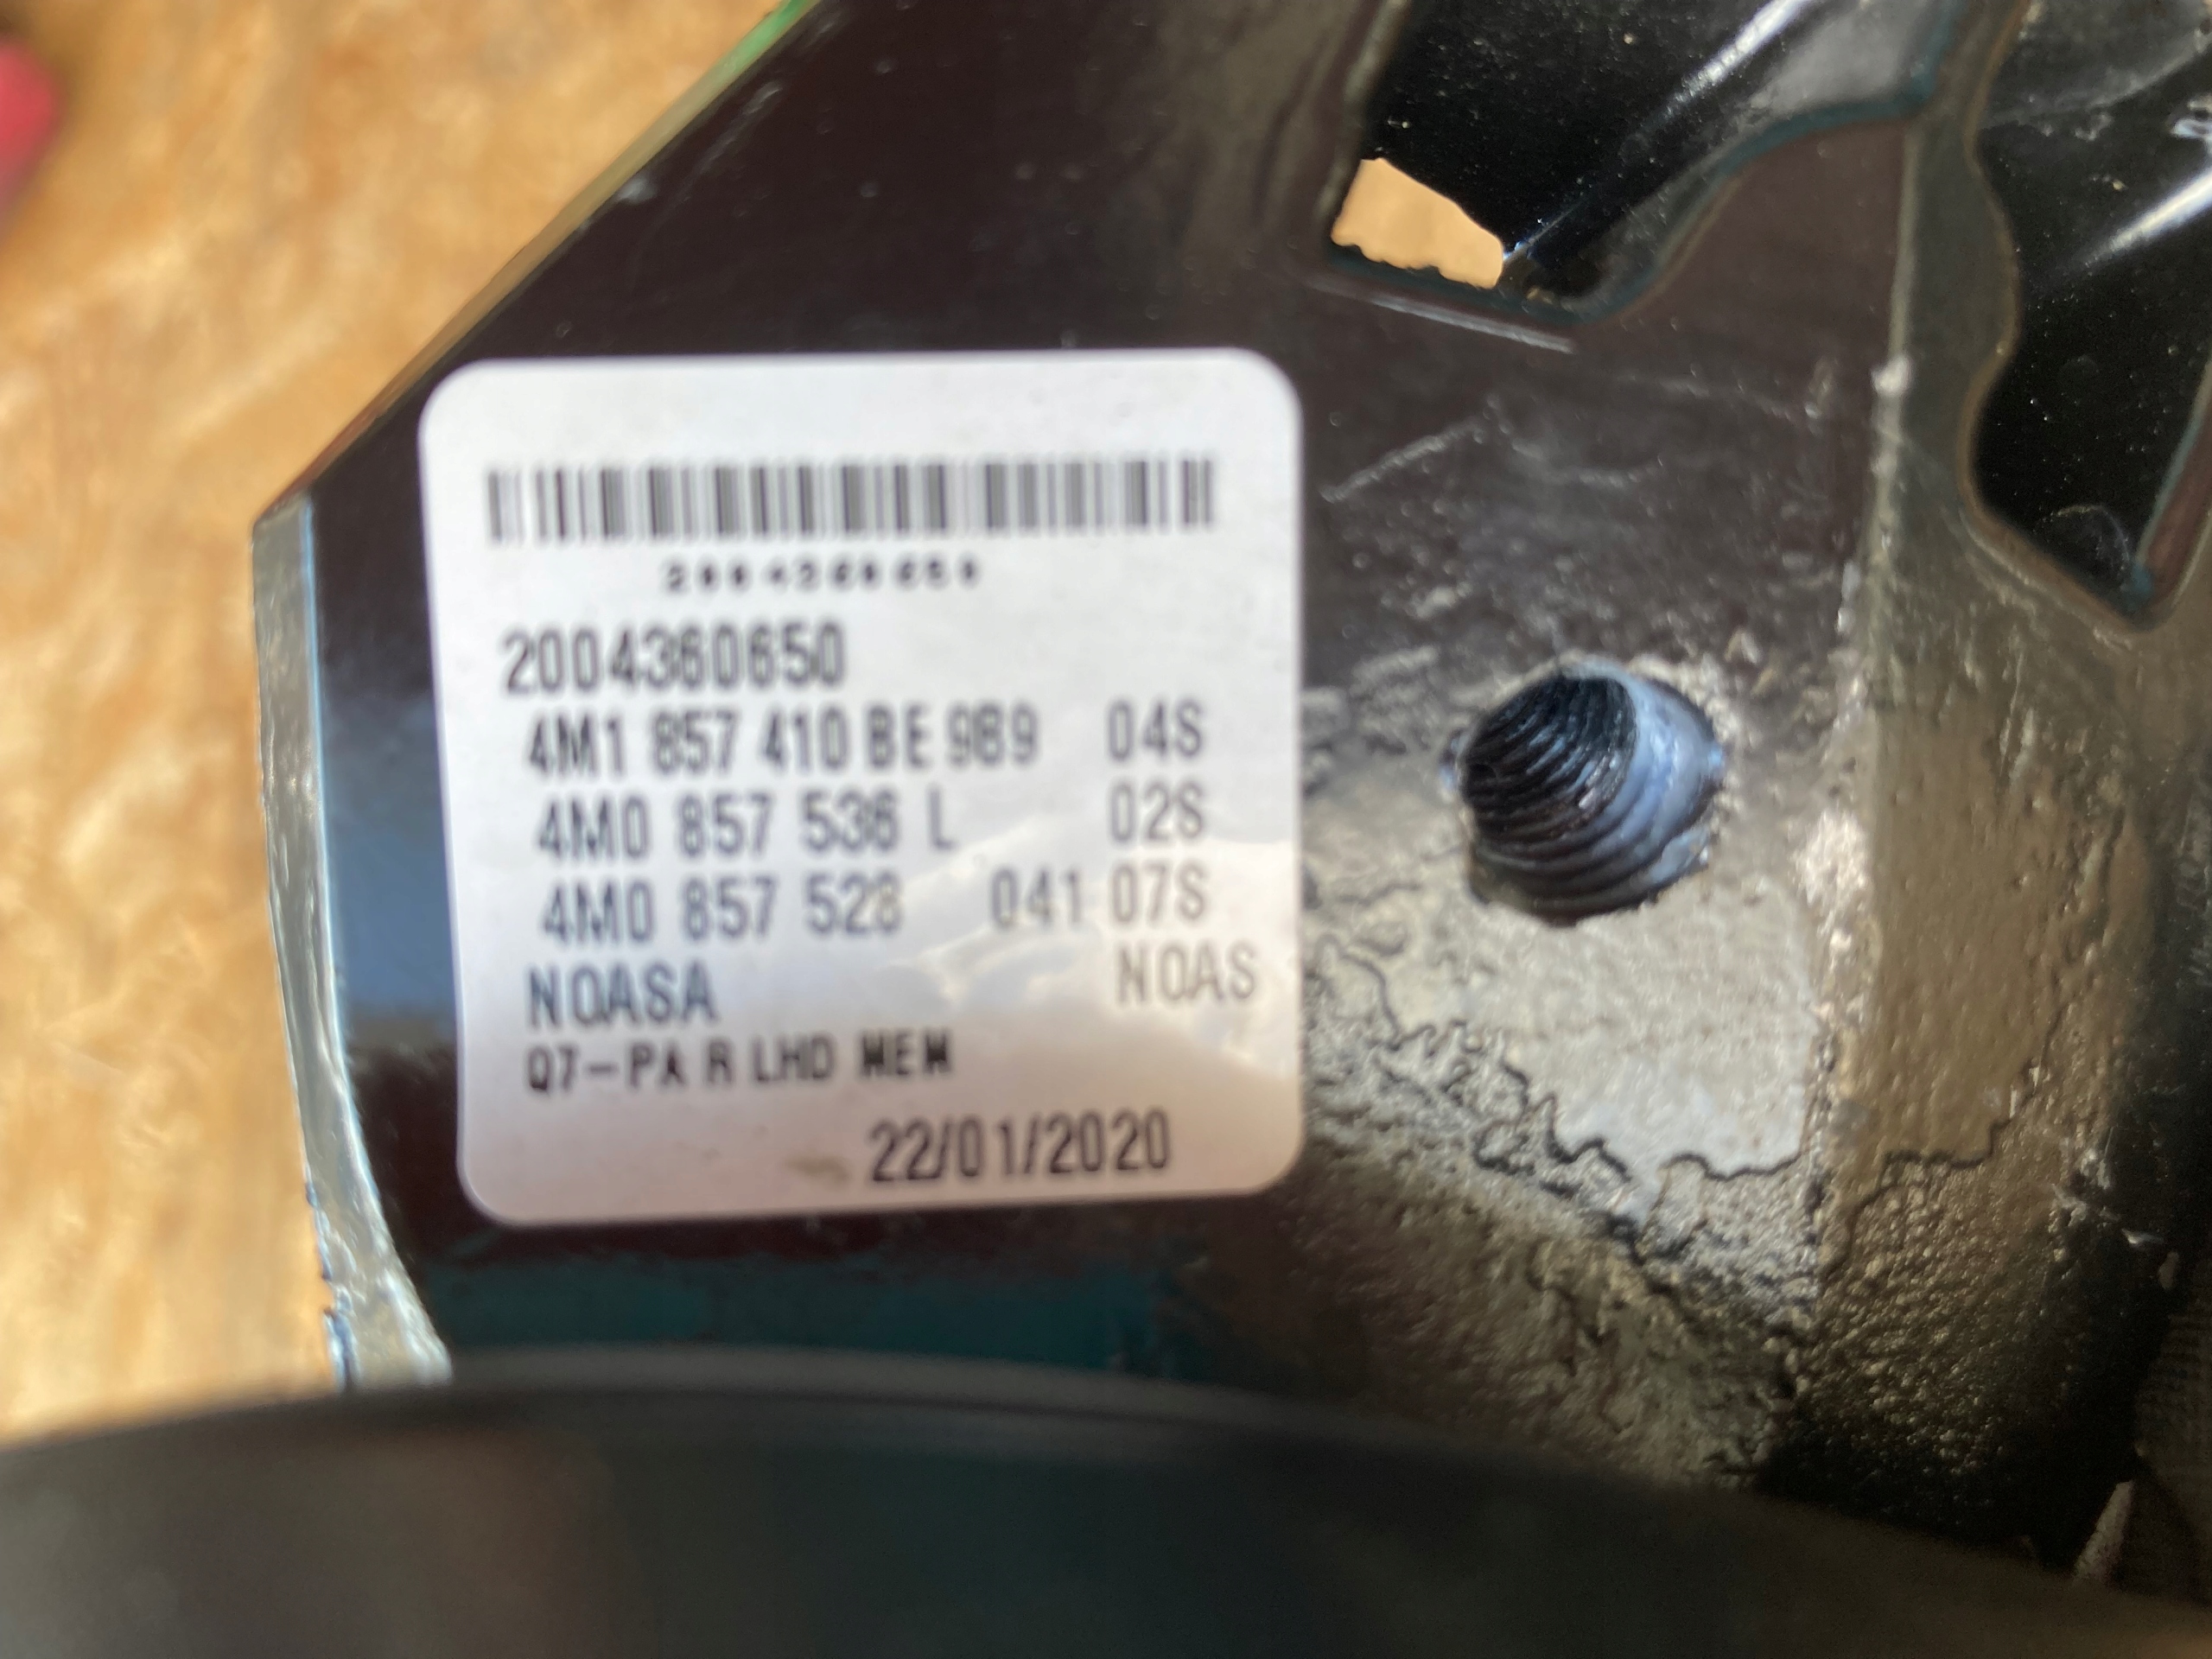 2004360650
2004360650
4M1 857 410 BE 9B9 04S
4M0 857 536 L 02S
4M0 857 528 041 07S
NOASA NOAS
Q7-PA R LHD MEM
22/01/2020